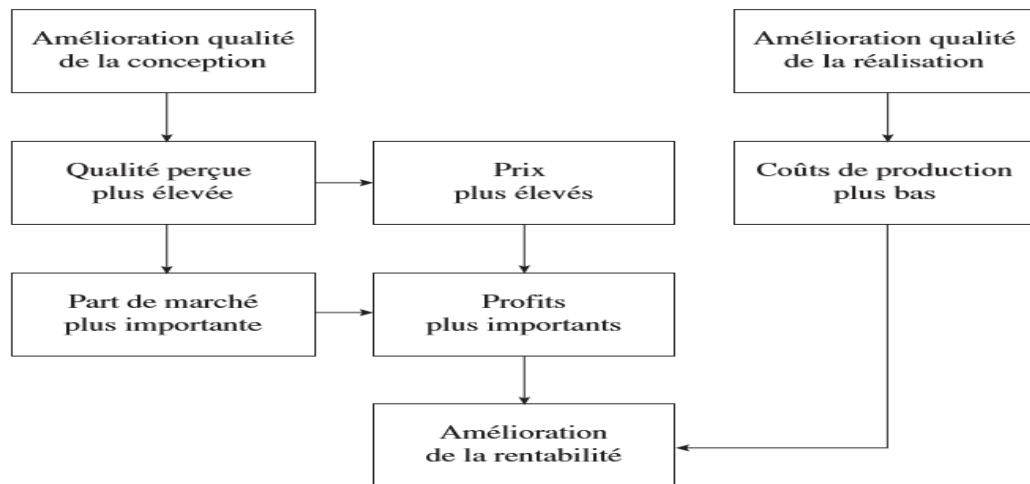 Amélioration qualité
de la conception
Amélioration qualité
de la réalisation
Qualité perçue
plus élevée
Prix
plus élevés
Coûts de production
plus bas
Part de marché
plus importante
Profits
plus importants
Amélioration
de la rentabilité